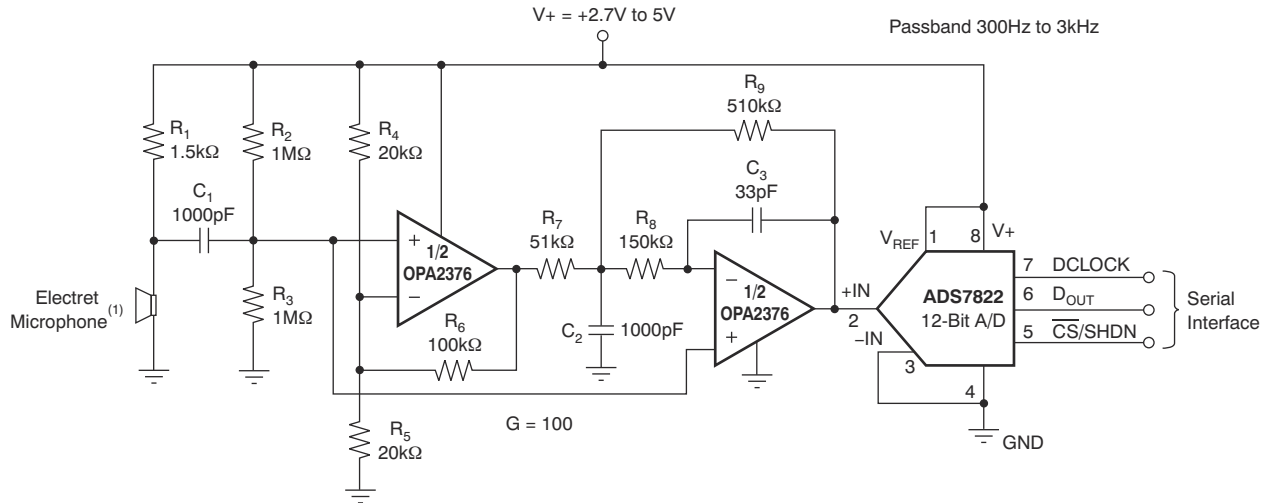 V+ = +2.7V to 5V
Passband 300Hz to 3kHz
R1
1.5kΩ
R2
1MΩ
R4
20kΩ
R9
510kΩ
C3
33pF
C1
1000pF
R7
51kΩ
R8
150kΩ
VREF
1
8
V+
+
1/2
OPA2376
−
−
1/2
OPA2376
+
+IN
2
−IN
3
ADS7822
12-Bit A/D
7
DCLOCK
6
DOUT
5
C̅S̅/SHDN
4
Serial
Interface
Electret
Microphone(1)
R3
1MΩ
R6
100kΩ
C2
1000pF
R5
20kΩ
G = 100
GND